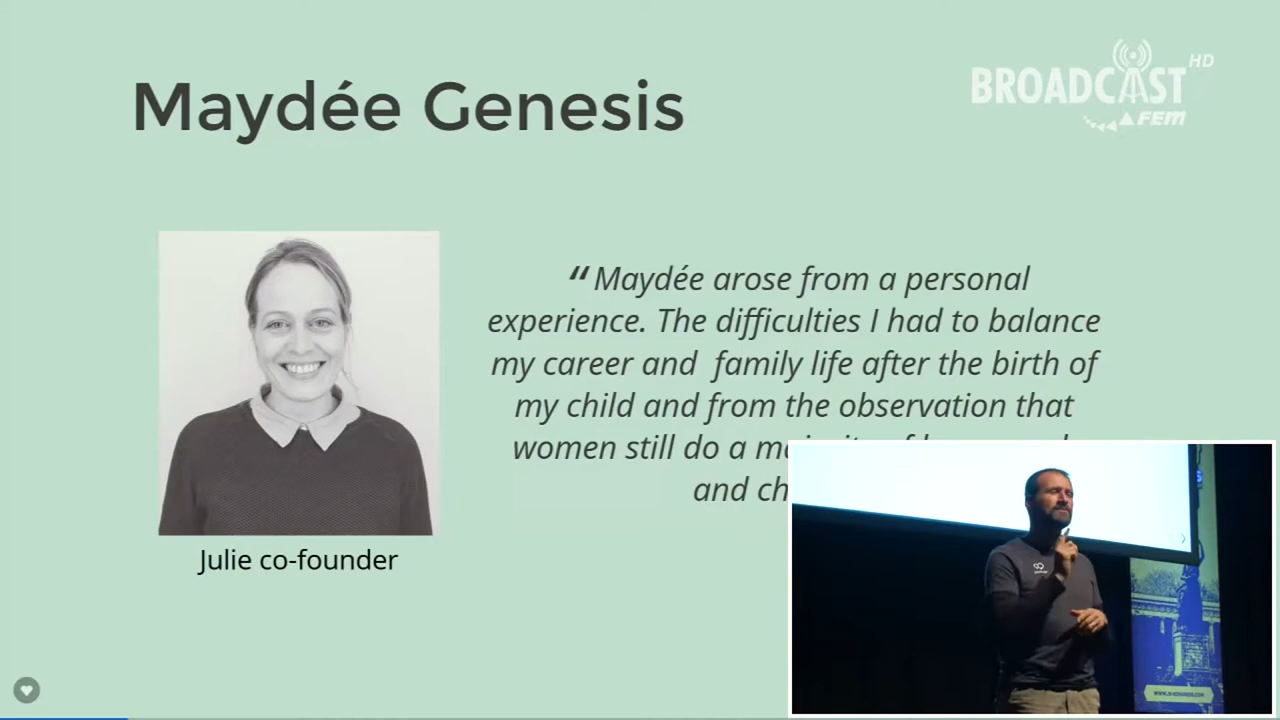 Maydée Genesis
BROADCAST HD
FEM
“Maydée arose from a personal
experience. The difficulties I had to balance
my career and family life after the birth of
my child and from the observation that
women still do a
and
Julie co-founder